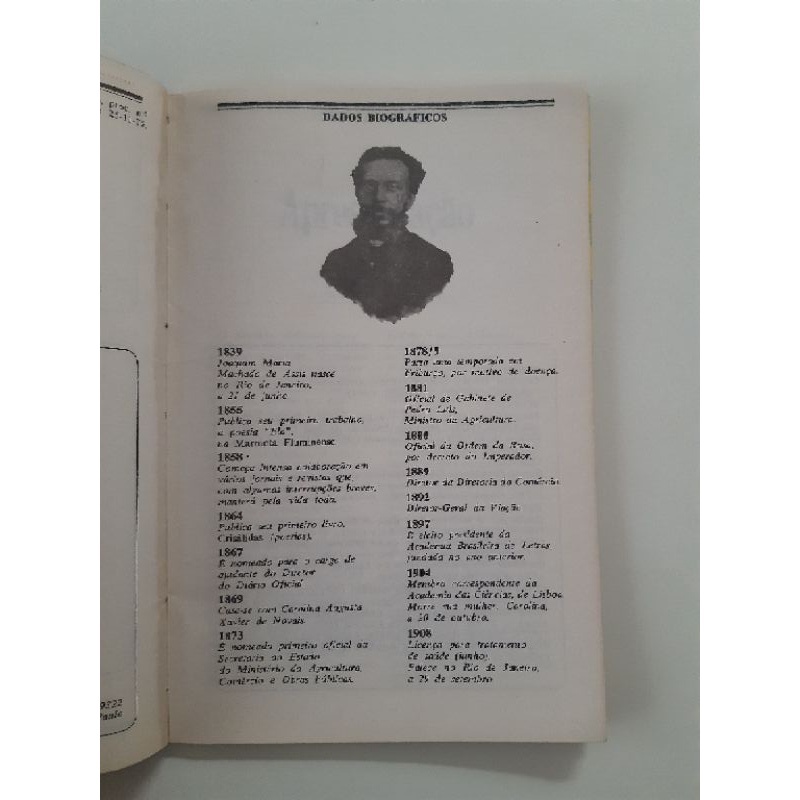 DADOS BIOGRÁFICOS
1839
Joaquim Maria
Machado de Assis nasce
no Rio de Janeiro,
a 21 de junho
Publica seu primeiro trabalho,
a poesia "Ela",
na Marmota Fluminense
Começa intensa colaboração em
vários jornais e revistas que,
com algumas interrupções breves,
manterá pela vida toda.
1864
Publica seu primeiro livro,
Crisálidas (poesias).
1867
É nomeado para o cargo de
ajudante do Diretor
do Diário Oficial
1869
Casa-se com Carolina Augusta
Xavier de Novais.
1873
É nomeado primeiro oficial da
Secretaria de Estado
do Ministério da Agricultura,
Comércio e Obras Públicas.
Parte uma temporada em
Friburgo, por motivo de doença.
1881
Oficial de Gabinete de
Pedro Luís,
Ministro da Agricultura.
Oficial da Ordem da Rosa,
por decreto do Imperador.
1889
Diretor da Diretoria do Comércio
1892
Diretor-Geral da Viação.
1897
É eleito presidente da
Academia Brasileira de Letras
fundada no ano anterior.
1904
Membro correspondente da
Academia das Ciências, de Lisboa
Morre sua mulher, Carolina,
a 20 de outubro.
1908
Licença para tratamento
de saúde (junho)
Falece no Rio de Janeiro,
a 29 de setembro